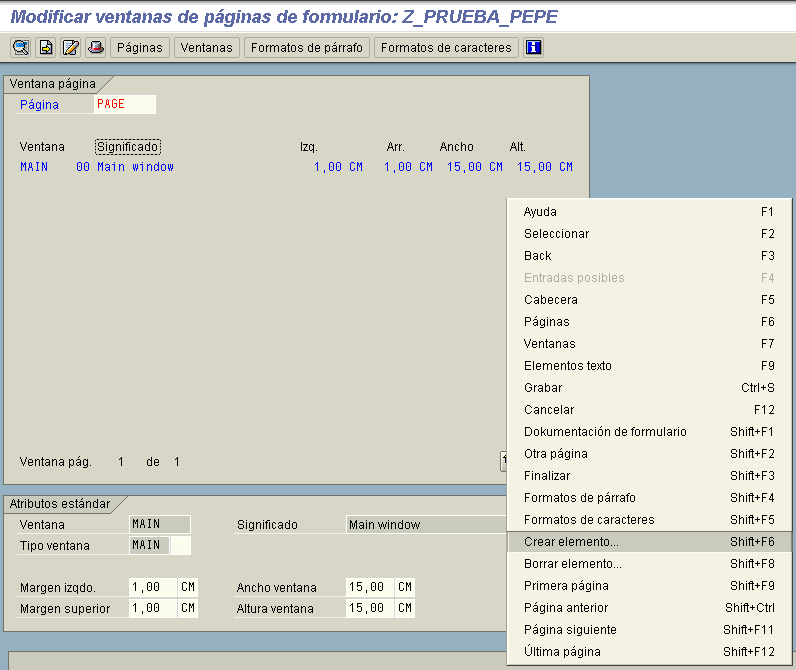 Modificar ventanas de páginas de formulario: Z_PRUEBA_PEPE
Páginas Ventanas Formatos de párrafo Formatos de caracteres
Ventana página
Página PAGE
Ventana Significado Izq. Arr. Ancho Alt.
MAIN 00 Main window 1,00 CM 1,00 CM 15,00 CM 15,00 CM
Ayuda F1
Seleccionar F2
Back F3
Entradas posibles F4
Cabecera F5
Páginas F6
Ventanas F7
Elementos texto F9
Grabar Ctrl+S
Cancelar F12
Dokumentación de formulario Shift+F1
Otra página Shift+F2
Finalizar Shift+F3
Formatos de párrafo Shift+F4
Formatos de caracteres Shift+F5
Crear elemento... Shift+F6
Borrar elemento... Shift+F8
Primera página Shift+F9
Página anterior Shift+Ctrl
Página siguiente Shift+F11
Última página Shift+F12
Ventana pág. 1 de 1
Atributos estándar
Ventana MAIN Significado Main window
Tipo ventana MAIN
Margen izqdo. 1,00 CM Ancho ventana 15,00 CM
Margen superior 1,00 CM Altura ventana 15,00 CM